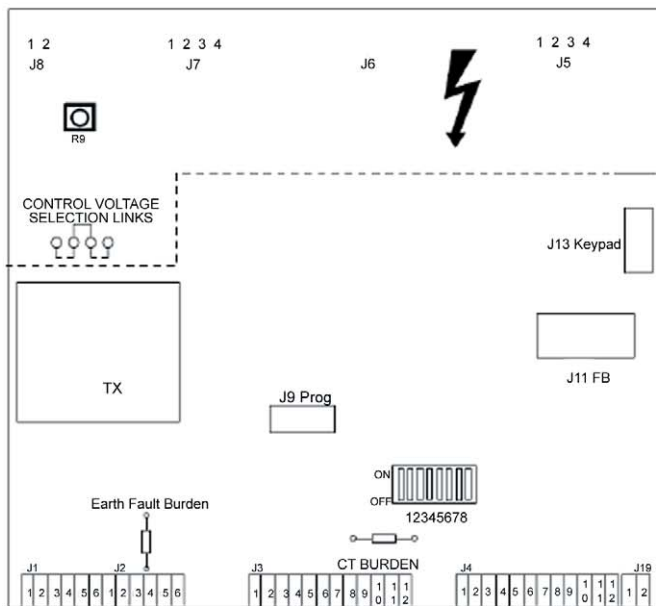 1 2
J8
1 2 3 4
J7
J6
1 2 3 4
J5
R9
CONTROL VOLTAGE
SELECTION LINKS
J13 Keypad
J11 FB
TX
J9 Prog
ON
OFF
12345678
Earth Fault Burden
CT BURDEN
J1
J2
J3
J4
J19
1 2 3 4 5 6 1 2 3 4 5 6
1 2 3 4 5 6 7 8 9 10 11 12
1 2 3 4 5 6 7 8 9 10 11 12
1 2